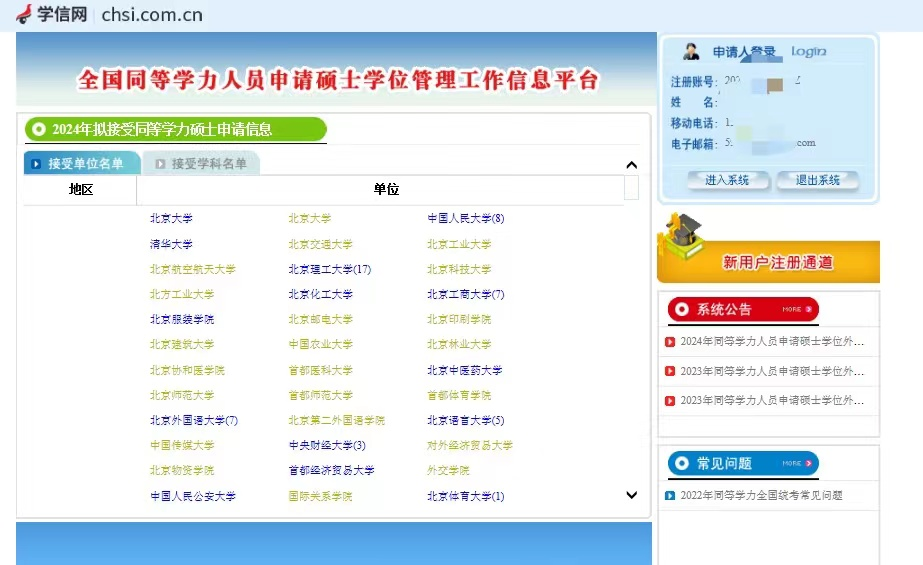 学信网 chsi.com.cn
全国同等学力人员申请硕士学位管理工作信息平台
2024年拟接受同等学力硕士申请信息
接受单位名单 接受学科名单
地区 单位
北京大学 北京大学 中国人民大学(8)
清华大学 北京交通大学 北京工业大学
北京航空航天大学 北京理工大学(17) 北京科技大学
北方工业大学 北京化工大学 北京工商大学(7)
北京服装学院 北京邮电大学 北京印刷学院
北京建筑大学 中国农业大学 北京林业大学
北京协和医学院 首都医科大学 北京中医药大学
北京师范大学 首都师范大学 首都体育学院
北京外国语大学(7) 北京第二外国语学院 北京语言大学(5)
中国传媒大学 中央财经大学(3) 对外经济贸易大学
北京物资学院 首都经济贸易大学 外交学院
中国人民公安大学 国际关系学院 北京体育大学(1)
申请人登录 Login
注册账号：
姓 名：
移动电话：
电子邮箱： com
进入系统 退出系统
新用户注册通道
系统公告 MORE
2024年同等学力人员申请硕士学位外...
2023年同等学力人员申请硕士学位外...
2023年同等学力人员申请硕士学位外...
常见问题 MORE
2022年同等学力全国统考常见问题